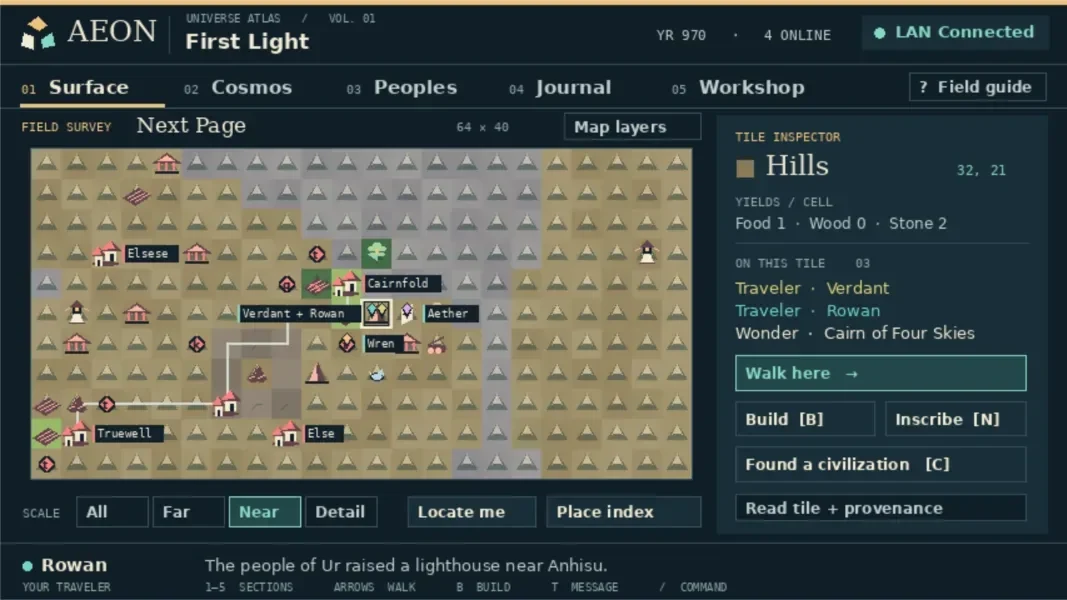 AEON
UNIVERSE ATLAS / VOL. 01
First Light
YR 970 · 4 ONLINE
LAN Connected
01 Surface
02 Cosmos
03 Peoples
04 Journal
05 Workshop
? Field guide
FIELD SURVEY Next Page
64 × 40
Map layers
Elsese
Cairnfold
Verdant + Rowan
Aether
Wren
Truewell
Else
TILE INSPECTOR
Hills
32, 21
YIELDS / CELL
Food 1 · Wood 0 · Stone 2
ON THIS TILE 03
Traveler · Verdant
Traveler · Rowan
Wonder · Cairn of Four Skies
Walk here →
Build [B]
Inscribe [N]
Found a civilization [C]
Read tile + provenance
SCALE
All
Far
Near
Detail
Locate me
Place index
Rowan
YOUR TRAVELER
The people of Ur raised a lighthouse near Anhisu.
1—5 SECTIONS ARROWS WALK B BUILD T MESSAGE / COMMAND